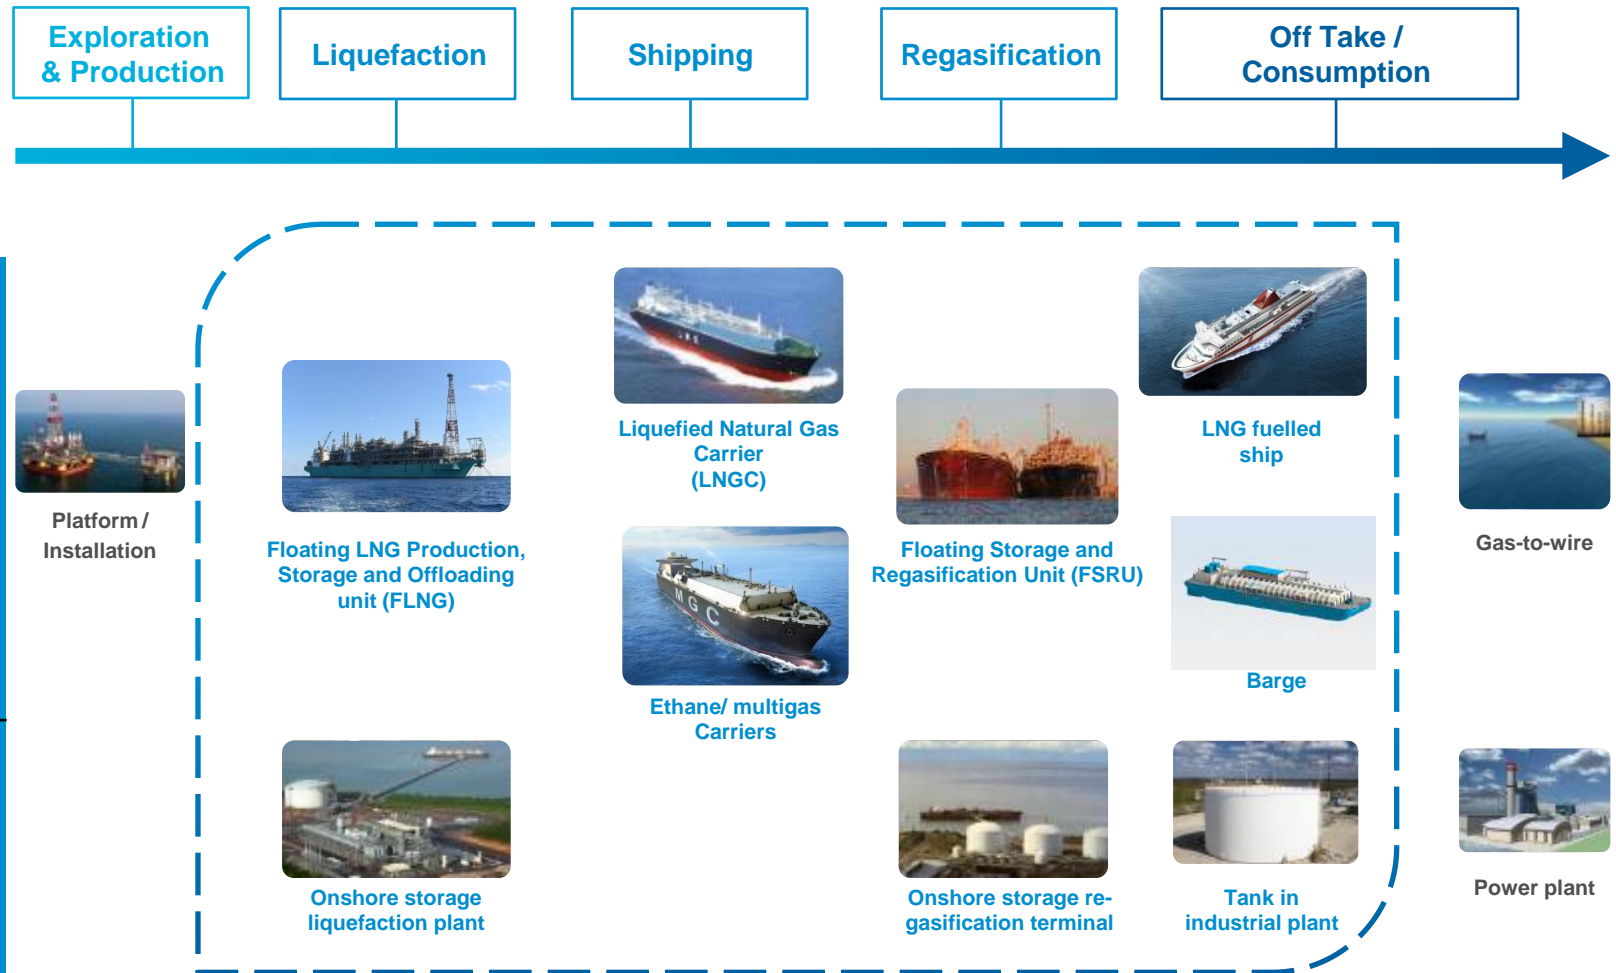 Exploration
& Production
Liquefaction
Shipping
Regasification
Off Take /
Consumption
Platform /
Installation
Floating LNG Production,
Storage and Offloading
unit (FLNG)
Liquefied Natural Gas
Carrier
(LNGC)
MGC
Ethane/ multigas
Carriers
Floating Storage and
Regasification Unit (FSRU)
LNG fuelled
ship
Barge
Gas-to-wire
Onshore storage
liquefaction plant
Onshore storage re-
gasification terminal
Tank in
industrial plant
Power plant